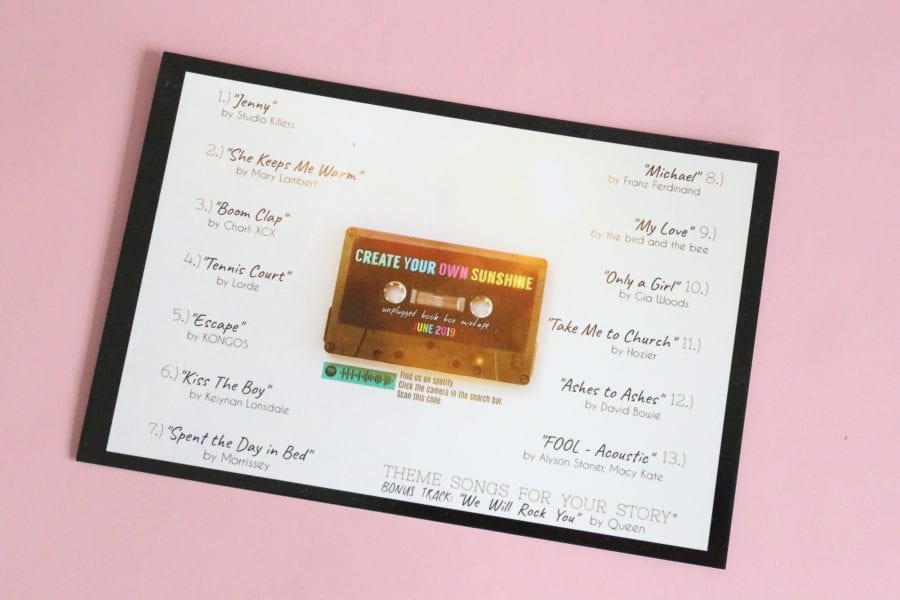 1.) "Jenny"
by Studio Killers
2.) "She Keeps Me Warm"
by Mary Lambert
3.) "Boom Clap"
by Charli XCX
4.) "Tennis Court"
by Lorde
5.) "Escape"
by KONGOS
6.) "Kiss The Boy"
by Keiynan Lonsdale
7.) "Spent the Day in Bed"
by Morrissey
CREATE YOUR OWN SUNSHINE
unplugged book box mixtape
JUNE 2019
Find us on spotify.
Click the camera in the search bar.
Scan this code.
"Michael" 8.)
by Franz Ferdinand
"My Love" 9.)
by the bird and the bee
"Only a Girl" 10.)
by Gia Woods
"Take Me to Church" 11.)
by Hozier
"Ashes to Ashes" 12.)
by David Bowie
"FOOL - Acoustic" 13.)
by Alyson Stoner, Macy Kate
THEME SONGS FOR YOUR STORY*
BONUS TRACK: "We Will Rock You" by Queen